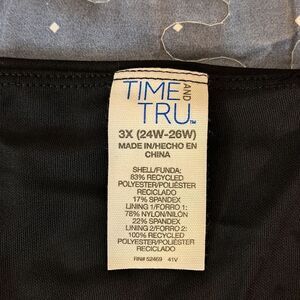 TIME AND
TRU™
3X (24W-26W)
MADE IN/HECHO EN
CHINA
SHELL/FUNDA:
83% RECYCLED
POLYESTER/POLIÉSTER
RECICLADO
17% SPANDEX
LINING 1/FORRO 1:
78% NYLON/NILÓN
22% SPANDEX
LINING 2/FORRO 2:
100% RECYCLED
POLYESTER/POLIÉSTER
RECICLADO
RN# 52469 41V